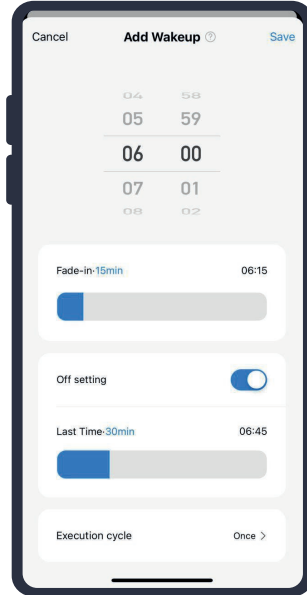 Cancel Add Wakeup ? Save
04 58
05 59
06 00
07 01
08 02
Fade-in·15min 06:15
Off setting
Last Time·30min 06:45
Execution cycle Once >